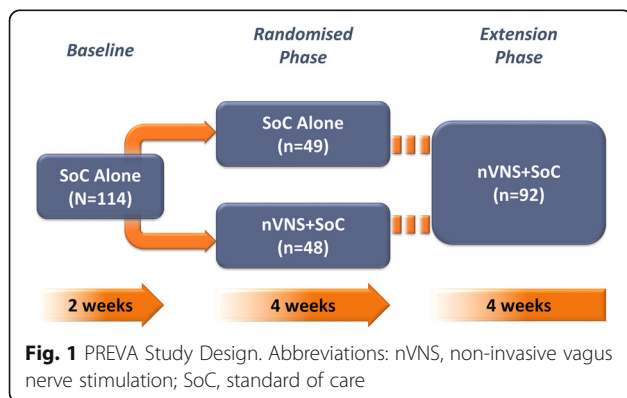 Baseline
Randomised
Phase
Extension
Phase
SoC Alone
(N=114)
SoC Alone
(n=49)
nVNS+SoC
(n=48)
nVNS+SoC
(n=92)
2 weeks
4 weeks
4 weeks
Fig. 1 PREVA Study Design. Abbreviations: nVNS, non-invasive vagus
nerve stimulation; SoC, standard of care